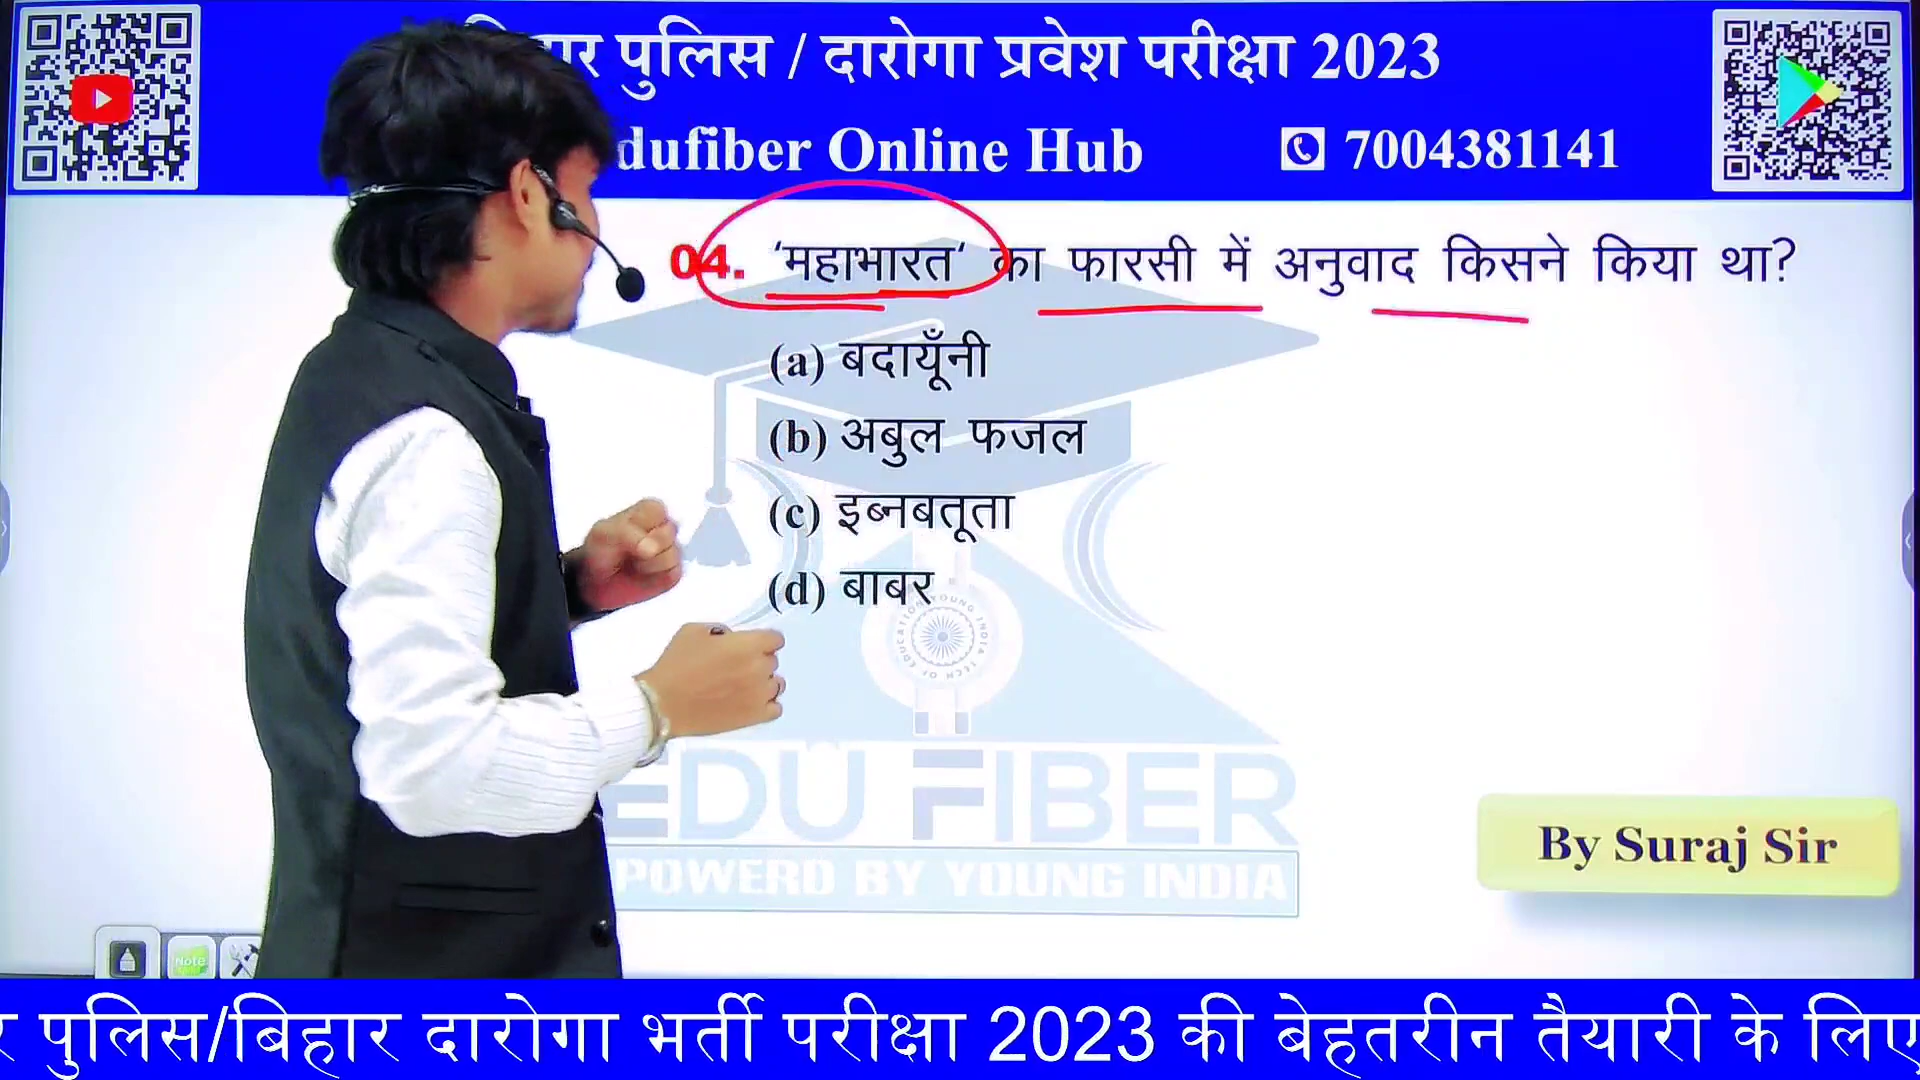 पुलिस / दारोगा प्रवेश परीक्षा 2023
Online Hub
7004381141
04. 'महाभारत' का फारसी में अनुवाद किसने किया था?
(a) बदायूँनी
(b) अबुल फजल
(c) इब्नबतूता
(d) बाबर
EDU FIBER
POWERD BY YOUNG INDIA
By Suraj Sir
Note
पुलिस/बिहार दारोगा भर्ती परीक्षा 2023 की बेहतरीन तैयारी के लिए